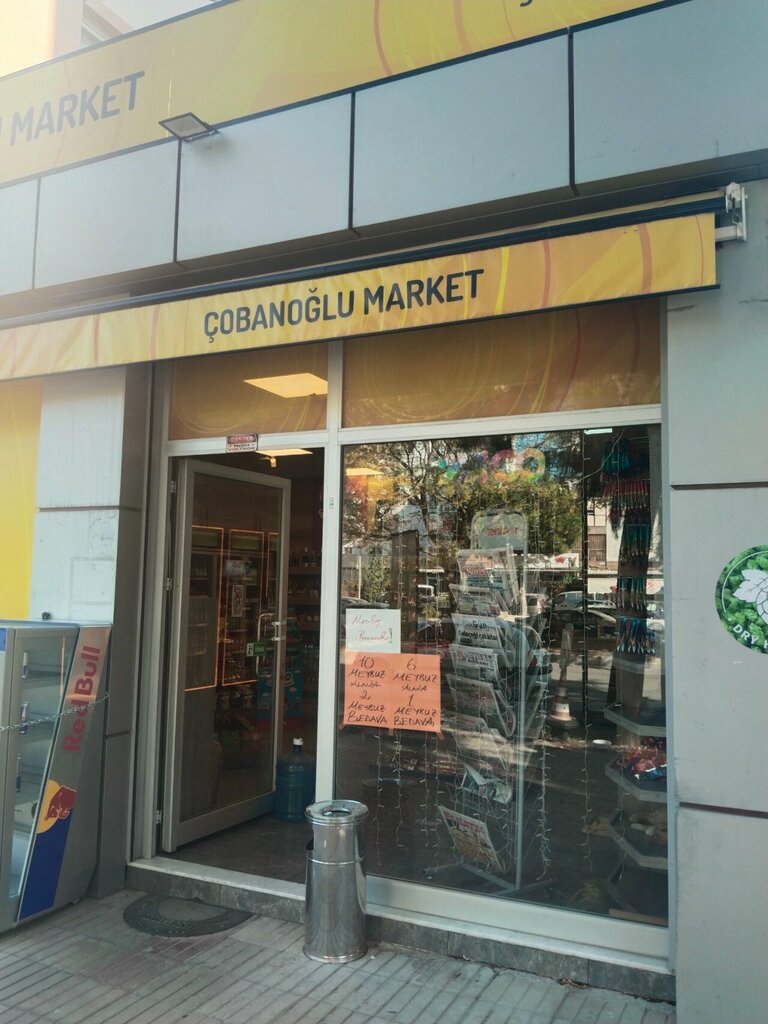 MARKET
ÇOBANOĞLU MARKET
Red Bull
10
MEYBUZ
ALANA
2
MEYBUZ
BEDAVA
6
MEYBUZ
ALANA
1
MEYBUZ
BEDAVA